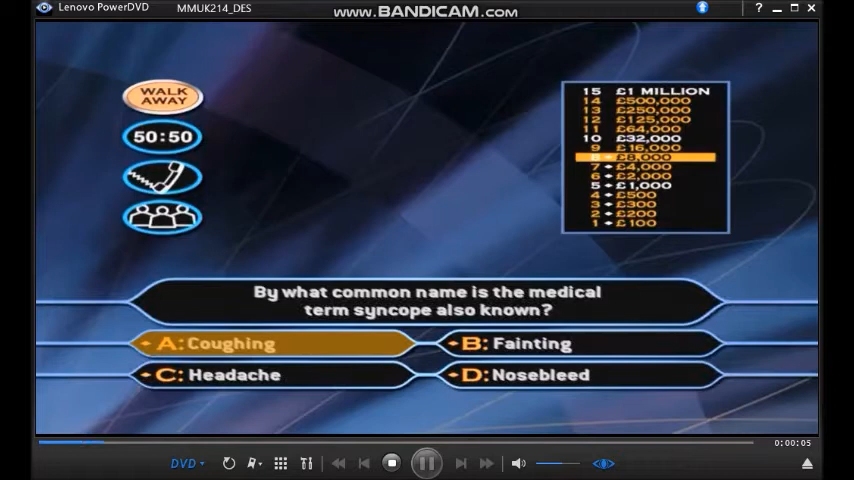 Lenovo PowerDVD
MMUK214_DES
www.BANDICAM.com
?
WALK
AWAY
50:50
15 £1 MILLION
14 £500,000
13 £250,000
12 £125,000
11 £64,000
10 £32,000
9 £16,000
8 £8,000
7 £4,000
6 £2,000
5 £1,000
4 £500
3 £300
2 £200
1 £100
By what common name is the medical
term syncope also known?
A: Coughing
B: Fainting
C: Headache
D: Nosebleed
0:00:05
DVD